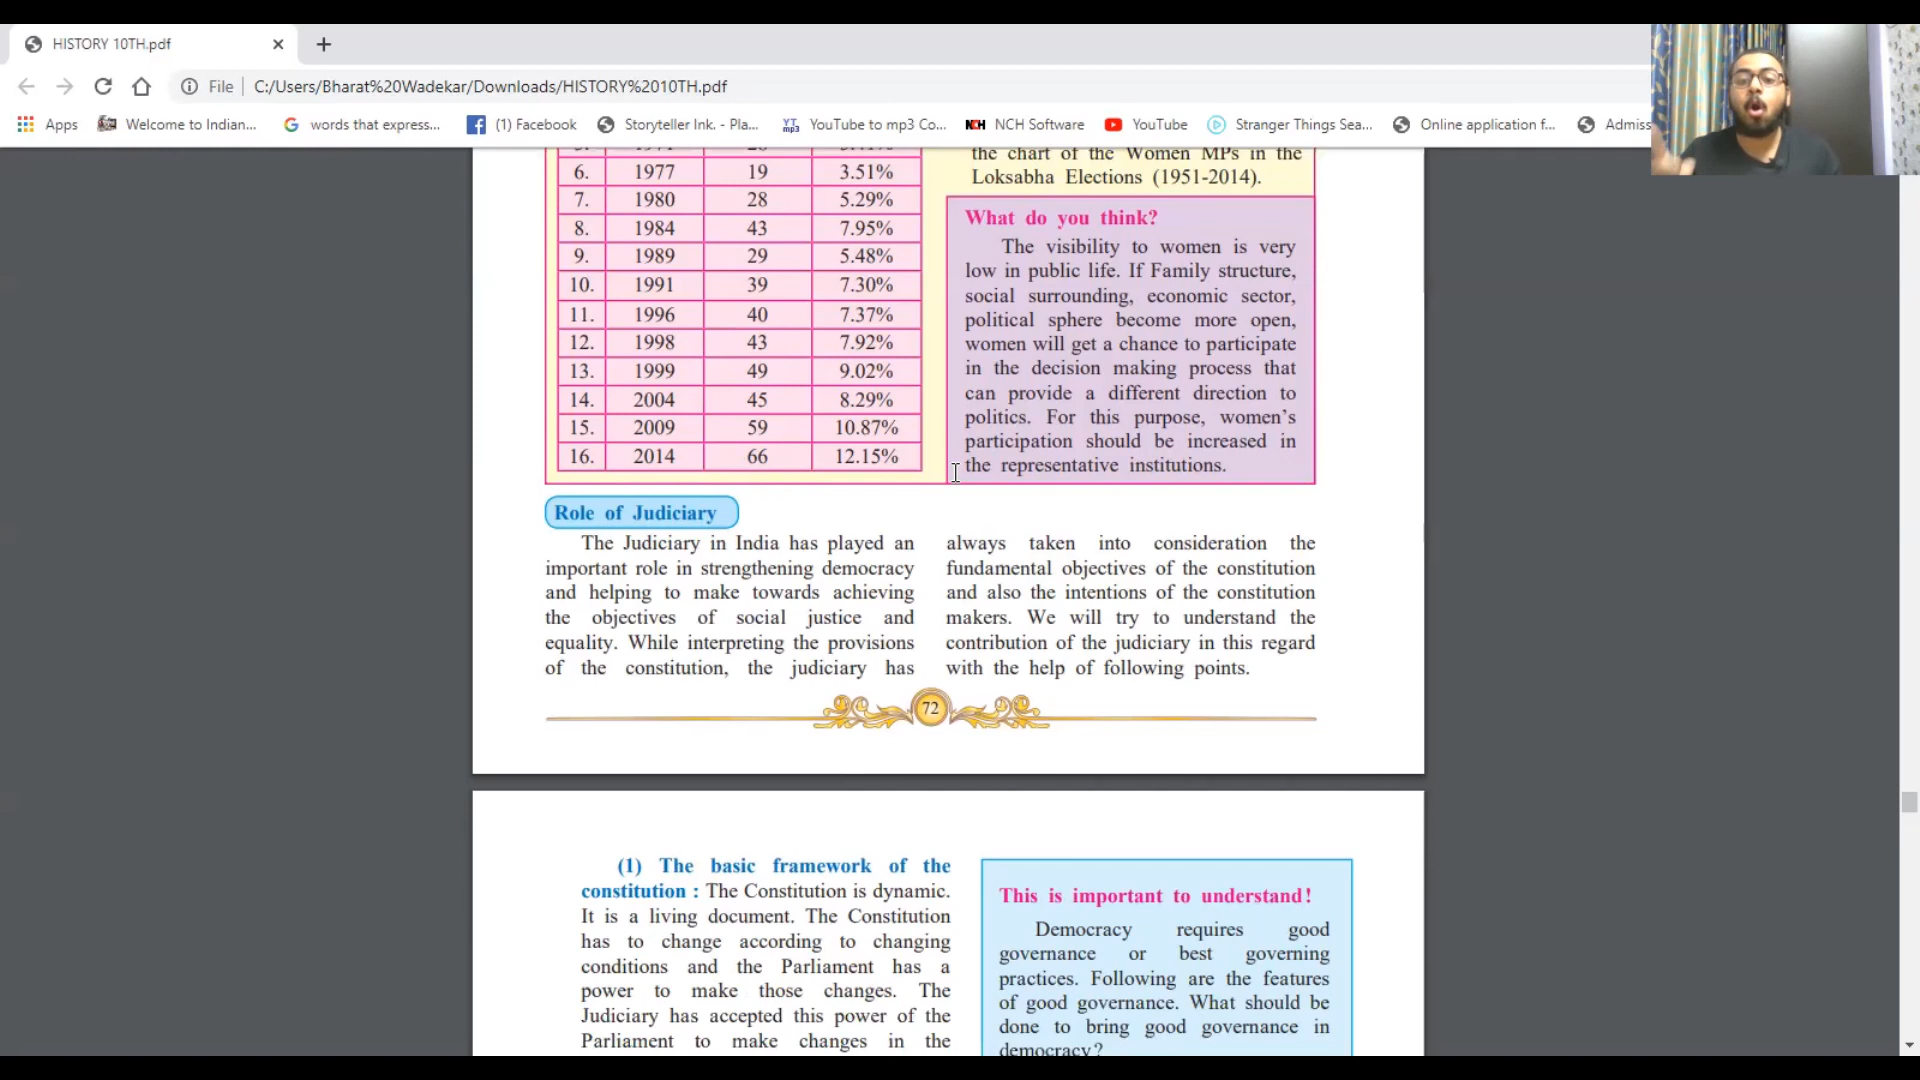 HISTORY 10TH.pdf
File
C:/Users/Bharat%20Wadekar/Downloads/HISTORY%2010TH.pdf
Apps
Welcome to Indian...
words that express...
(1) Facebook
Storyteller Ink. - Pla...
YT mp3
YouTube to mp3 Co...
NCH
NCH Software
YouTube
Stranger Things Sea...
Online application f...
Admiss
6. 1977 19 3.51%
7. 1980 28 5.29%
8. 1984 43 7.95%
9. 1989 29 5.48%
10. 1991 39 7.30%
11. 1996 40 7.37%
12. 1998 43 7.92%
13. 1999 49 9.02%
14. 2004 45 8.29%
15. 2009 59 10.87%
16. 2014 66 12.15%
the chart of the Women MPs in the
Loksabha Elections (1951-2014).
What do you think?
The visibility to women is very
low in public life. If Family structure,
social surrounding, economic sector,
political sphere become more open,
women will get a chance to participate
in the decision making process that
can provide a different direction to
politics. For this purpose, women's
participation should be increased in
the representative institutions.
Role of Judiciary
The Judiciary in India has played an
important role in strengthening democracy
and helping to make towards achieving
the objectives of social justice and
equality. While interpreting the provisions
of the constitution, the judiciary has
always taken into consideration the
fundamental objectives of the constitution
and also the intentions of the constitution
makers. We will try to understand the
contribution of the judiciary in this regard
with the help of following points.
72
(1) The basic framework of the
constitution : The Constitution is dynamic.
It is a living document. The Constitution
has to change according to changing
conditions and the Parliament has a
power to make those changes. The
Judiciary has accepted this power of the
Parliament to make changes in the
This is important to understand!
Democracy requires good
governance or best governing
practices. Following are the features
of good governance. What should be
done to bring good governance in
democracy?